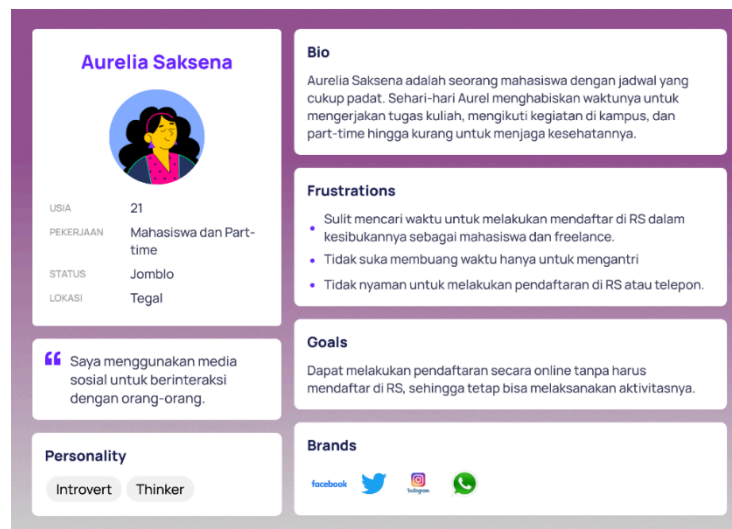 Aurelia Saksena
USIA 21
PEKERJAAN Mahasiswa dan Part-
time
STATUS Jomblo
LOKASI Tegal
Saya menggunakan media
sosial untuk berinteraksi
dengan orang-orang.
Personality
Introvert Thinker
Bio
Aurelia Saksena adalah seorang mahasiswa dengan jadwal yang
cukup padat. Sehari-hari Aurel menghabiskan waktunya untuk
mengerjakan tugas kuliah, mengikuti kegiatan di kampus, dan
part-time hingga kurang untuk menjaga kesehatannya.
Frustrations
Sulit mencari waktu untuk melakukan mendaftar di RS dalam
kesibukannya sebagai mahasiswa dan freelance.
Tidak suka membuang waktu hanya untuk mengantri
Tidak nyaman untuk melakukan pendaftaran di RS atau telepon.
Goals
Dapat melakukan pendaftaran secara online tanpa harus
mendaftar di RS, sehingga tetap bisa melaksanakan aktivitasnya.
Brands
facebook Instagram